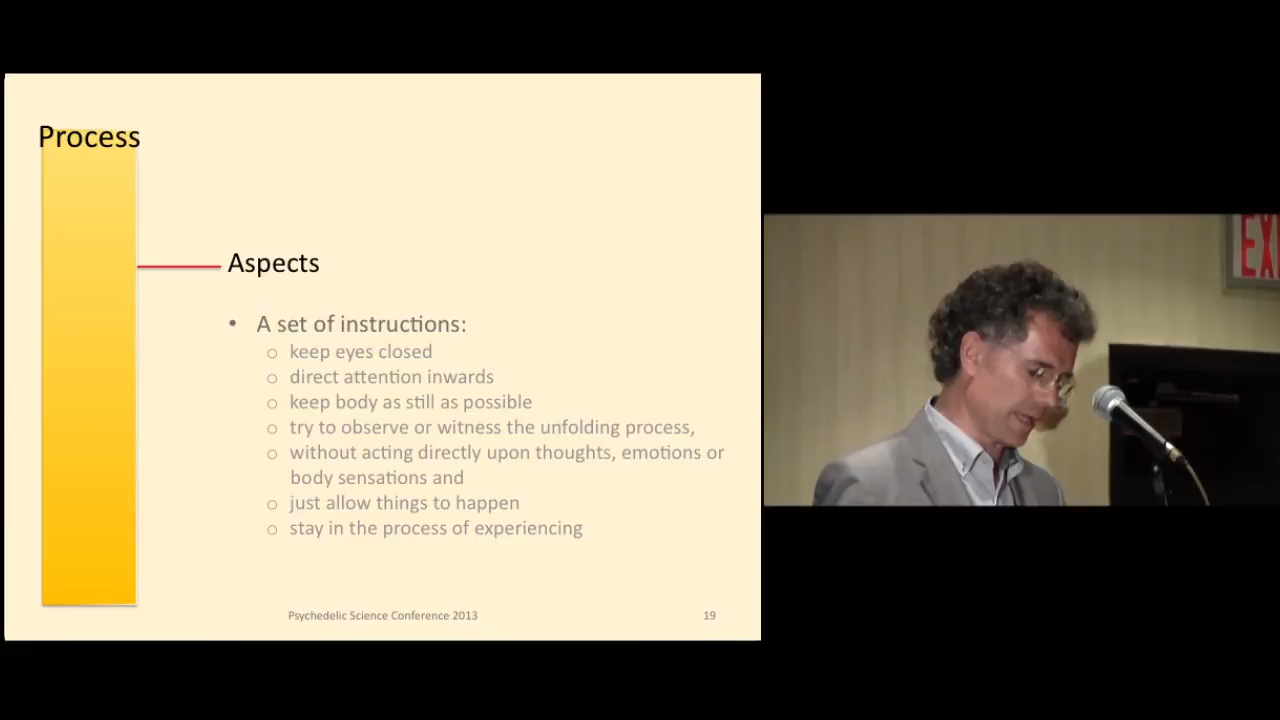 Process
Aspects
• A set of instructions:
○ keep eyes closed
○ direct attention inwards
○ keep body as still as possible
○ try to observe or witness the unfolding process,
○ without acting directly upon thoughts, emotions or
body sensations and
○ just allow things to happen
○ stay in the process of experiencing
Psychedelic Science Conference 2013
19
EXI